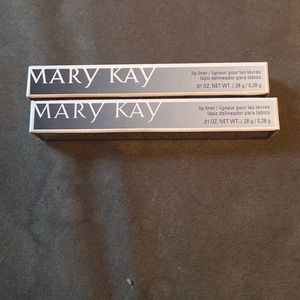 MARY KAY
lip liner / ligneur pour les lèvres
lápiz delineador para labios
.01 OZ. NET WT. / .28 g / 0,28 g
MARY KAY
lip liner / ligneur pour les lèvres
lápiz delineador para labios
.01 OZ. NET WT. / .28 g / 0,28 g